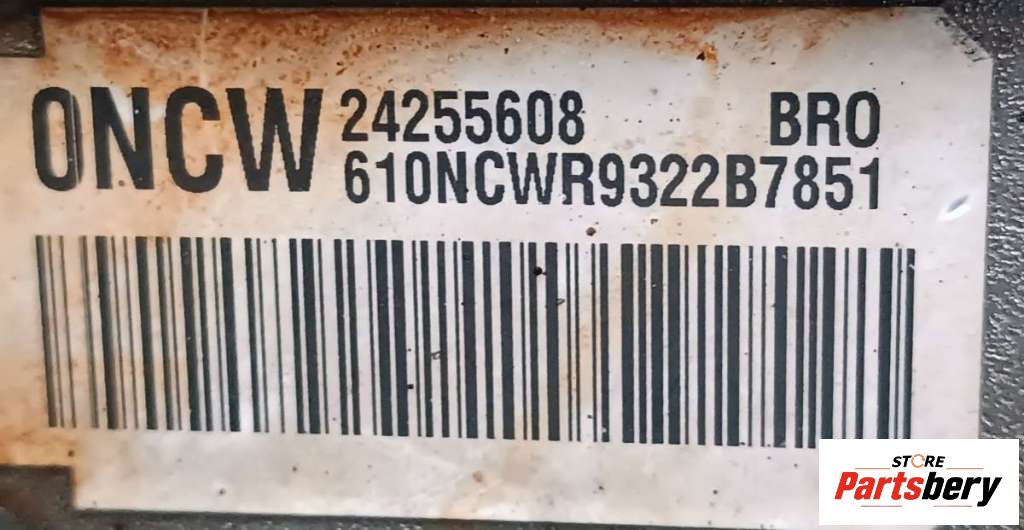 0NCW 24255608 BRO
610NCWR9322B7851
STORE
Partsbery